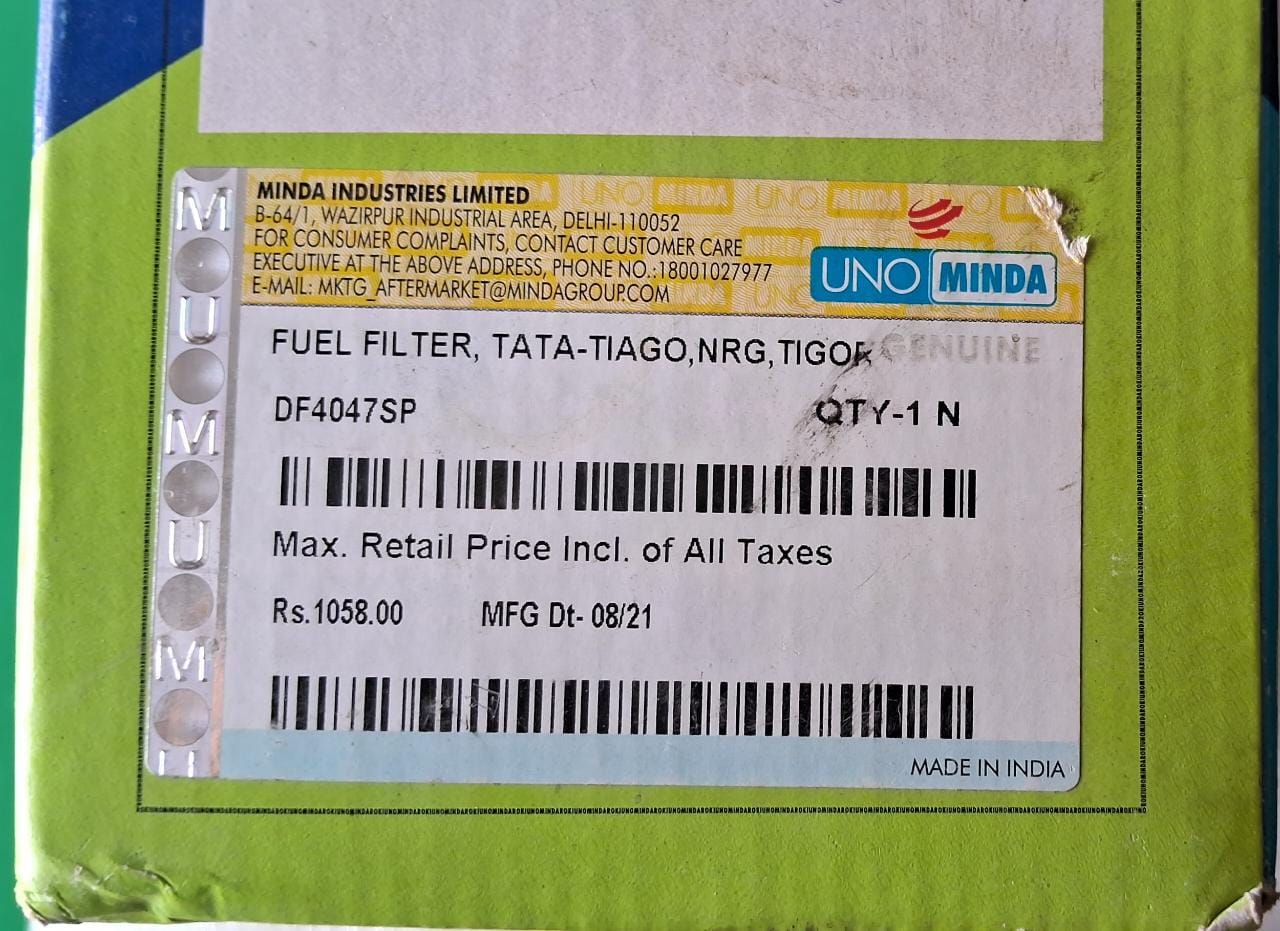 MINDA INDUSTRIES LIMITED
B-64/1, WAZIRPUR INDUSTRIAL AREA, DELHI-110052
FOR CONSUMER COMPLAINTS, CONTACT CUSTOMER CARE
EXECUTIVE AT THE ABOVE ADDRESS, PHONE NO.:18001027977
E-MAIL: MKTG_AFTERMARKET@MINDAGROUP.COM
UNO MINDA
FUEL FILTER, TATA-TIAGO,NRG,TIGOR
GENUINE
DF4047SP
QTY-1 N
Max. Retail Price Incl. of All Taxes
Rs.1058.00 MFG Dt- 08/21
MADE IN INDIA
M
U
M
U
M
U